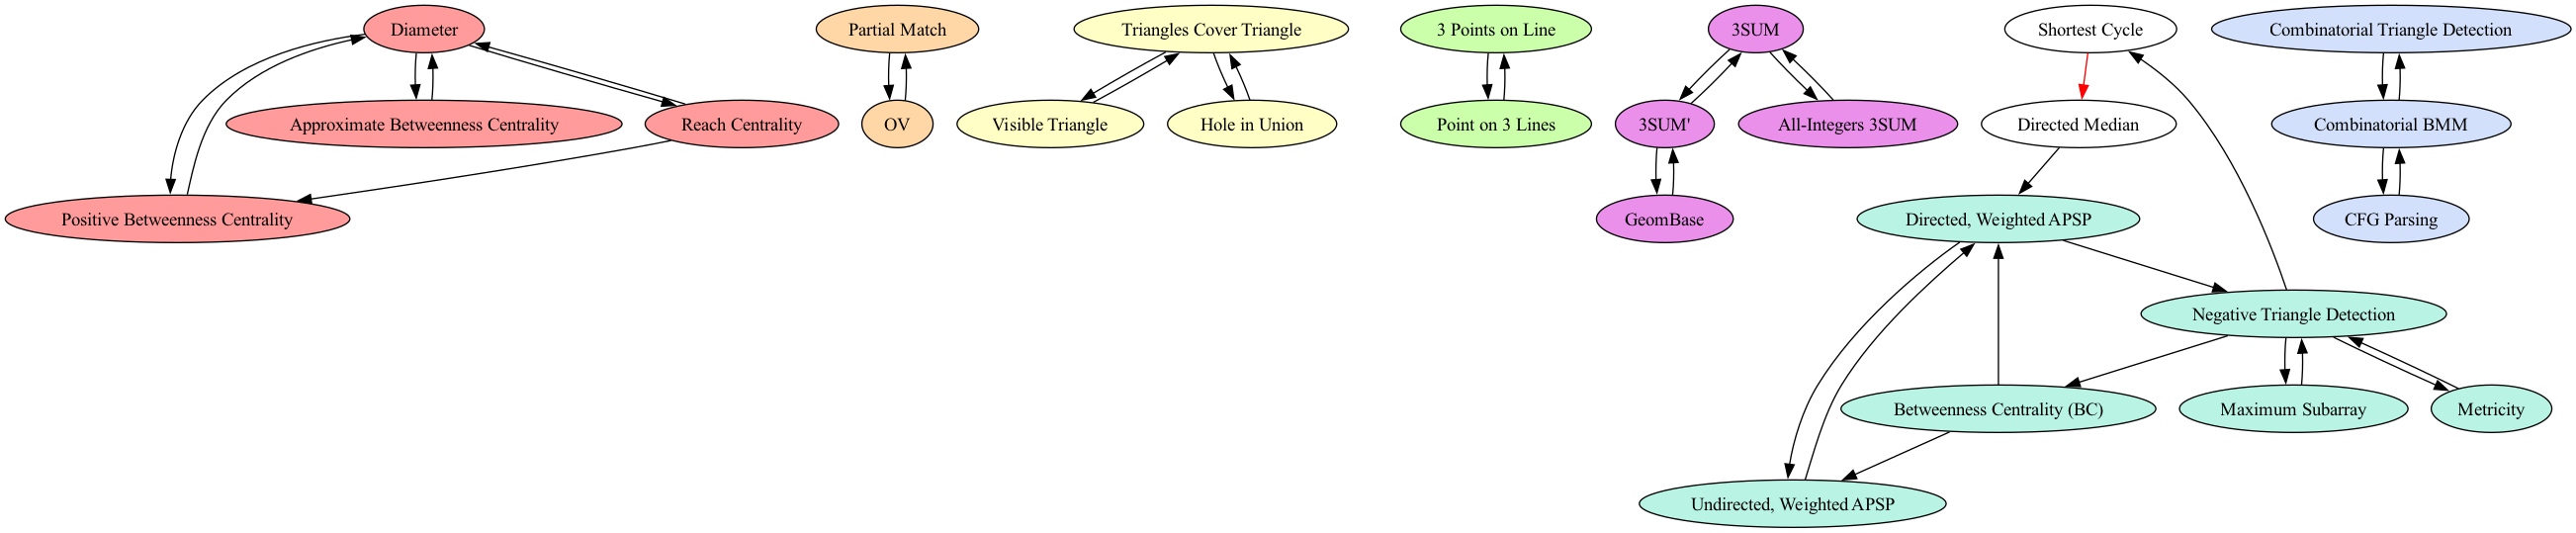 Diameter
Partial Match
Triangles Cover Triangle
3 Points on Line
3SUM
Shortest Cycle
Combinatorial Triangle Detection
Approximate Betweenness Centrality
Reach Centrality
OV
Visible Triangle
Hole in Union
Point on 3 Lines
3SUM'
All-Integers 3SUM
Directed Median
Combinatorial BMM
Positive Betweenness Centrality
GeomBase
Directed, Weighted APSP
CFG Parsing
Negative Triangle Detection
Betweenness Centrality (BC)
Maximum Subarray
Metricity
Undirected, Weighted APSP